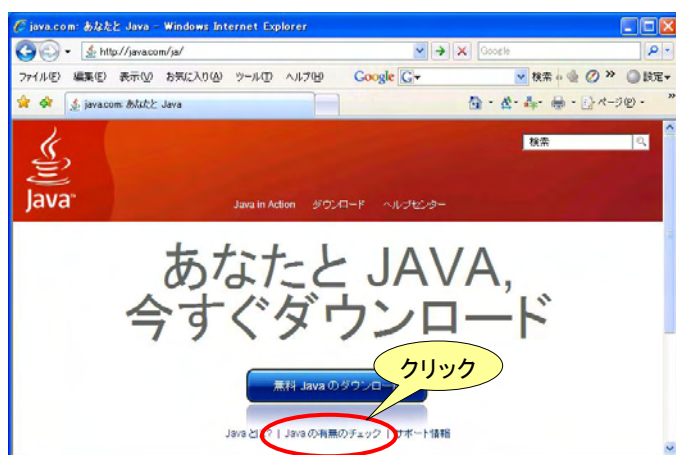 java.com: あなたと Java - Windows Internet Explorer
http://java.com/ja/
Google
ファイル(F) 編集(E) 表示(V) お気に入り(A) ツール(T) ヘルプ(H) Google G 検索 » 設定
java.com: あなたと Java ページ(P) »
検索
Java™
Java in Action ダウンロード ヘルプセンター
あなたと JAVA,
今すぐダウンロード
クリック
無料 Java のダウンロー
Java と ? | Java の有無のチェック | サポート情報